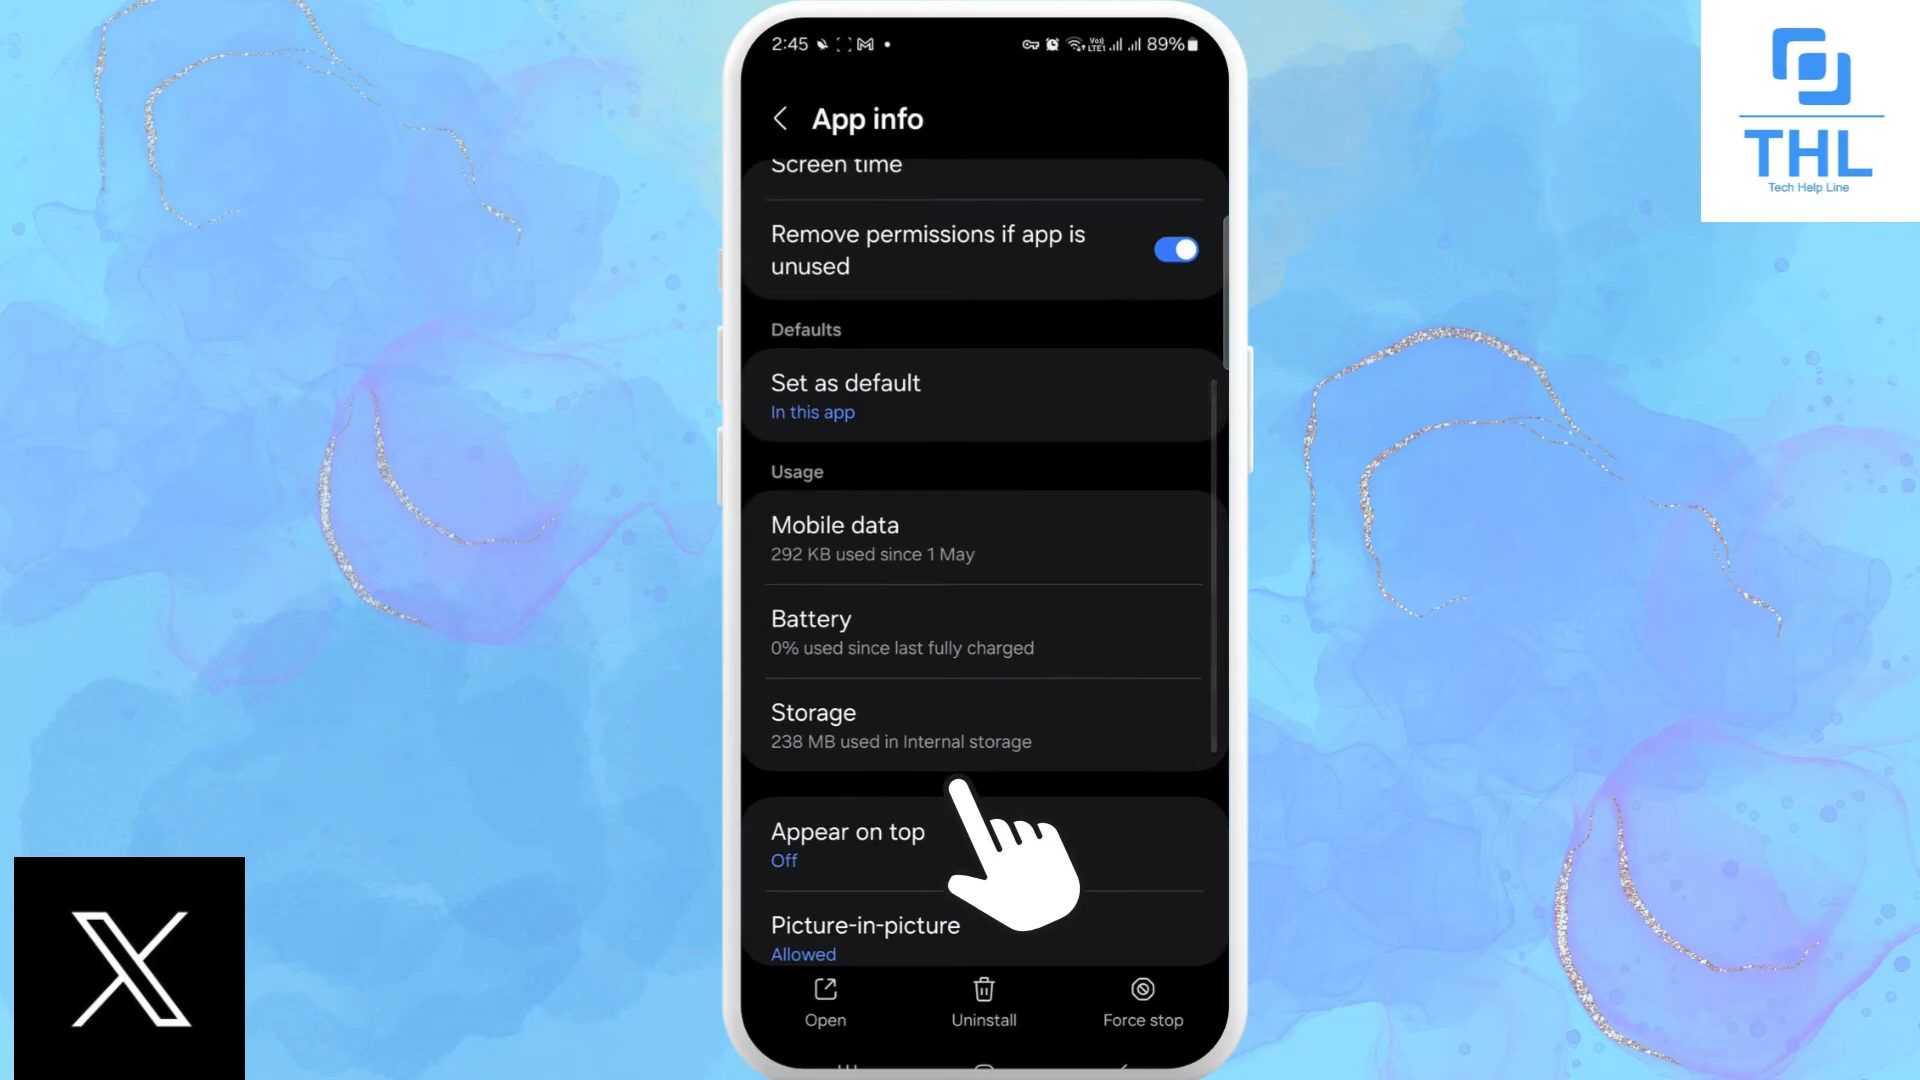 2:45
Vo)) LTE1
89%
App info
Screen time
Remove permissions if app is
unused
Defaults
Set as default
In this app
Usage
Mobile data
292 KB used since 1 May
Battery
0% used since last fully charged
Storage
238 MB used in Internal storage
Appear on top
Off
Picture-in-picture
Allowed
Open
Uninstall
Force stop
THL
Tech Help Line
X